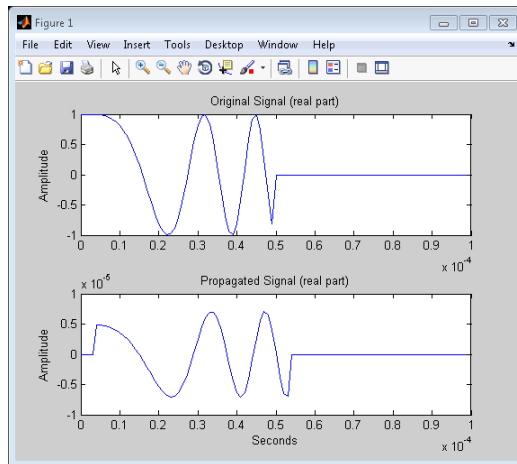 Figure 1
File Edit View Insert Tools Desktop Window Help
Original Signal (real part)
Amplitude
1
0.5
0
-0.5
-1
0 0.1 0.2 0.3 0.4 0.5 0.6 0.7 0.8 0.9 1
x 10^-4
x 10^-5
Propagated Signal (real part)
Amplitude
1
0.5
0
-0.5
-1
0 0.1 0.2 0.3 0.4 0.5 0.6 0.7 0.8 0.9 1
Seconds
x 10^-4